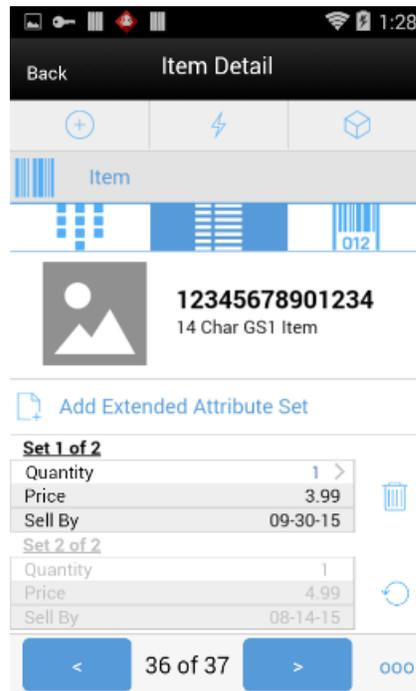 1:28
Back
Item Detail
Item
012
12345678901234
14 Char GS1 Item
Add Extended Attribute Set
Set 1 of 2
Quantity 1 >
Price 3.99
Sell By 09-30-15
Set 2 of 2
Quantity 1
Price 4.99
Sell By 08-14-15
< 36 of 37 > ooo